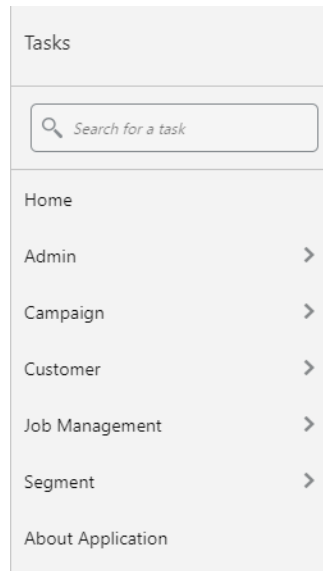 Tasks
Search for a task
Home
Admin
Campaign
Customer
Job Management
Segment
About Application